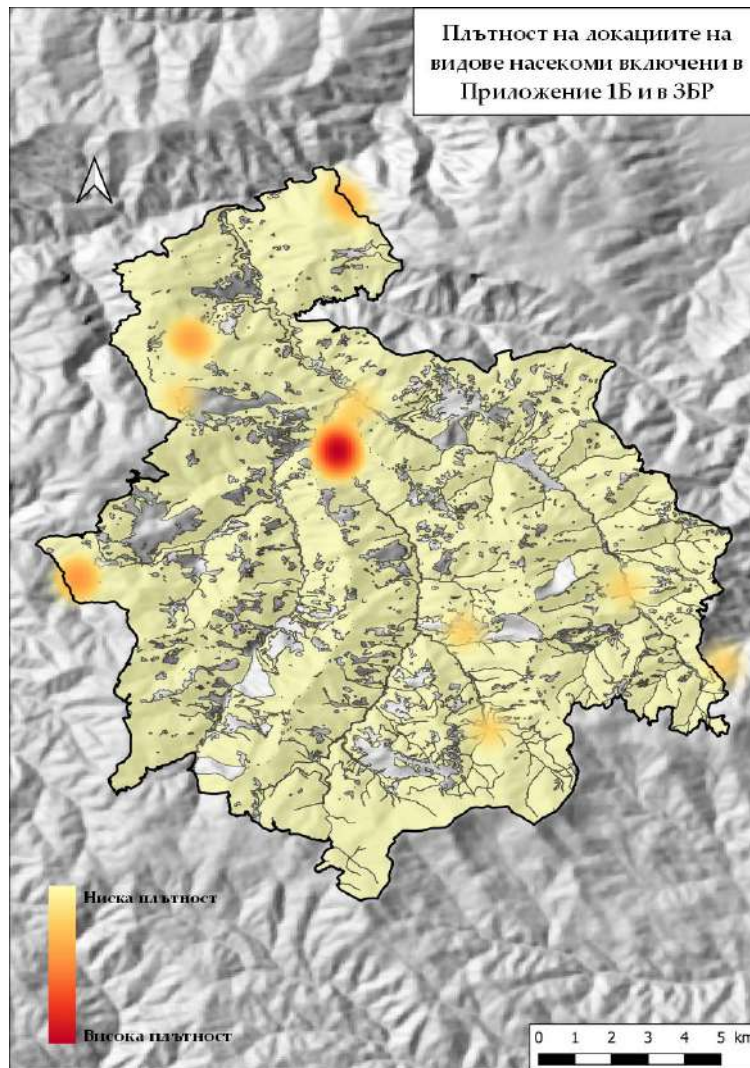 Плътност на локациите на
видове насекоми включени в
Приложение 1Б и в ЗБР
Ниска плътност
Висока плътност
0 1 2 3 4 5 km